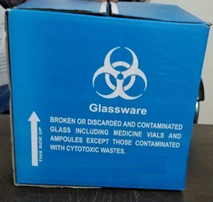 Glassware
BROKEN OR DISCARDED AND CONTAMINATED
GLASS INCLUDING MEDICINE VIALS AND
AMPOULES EXCEPT THOSE CONTAMINATED
WITH CYTOTOXIC WASTES.
THIS SIDE UP